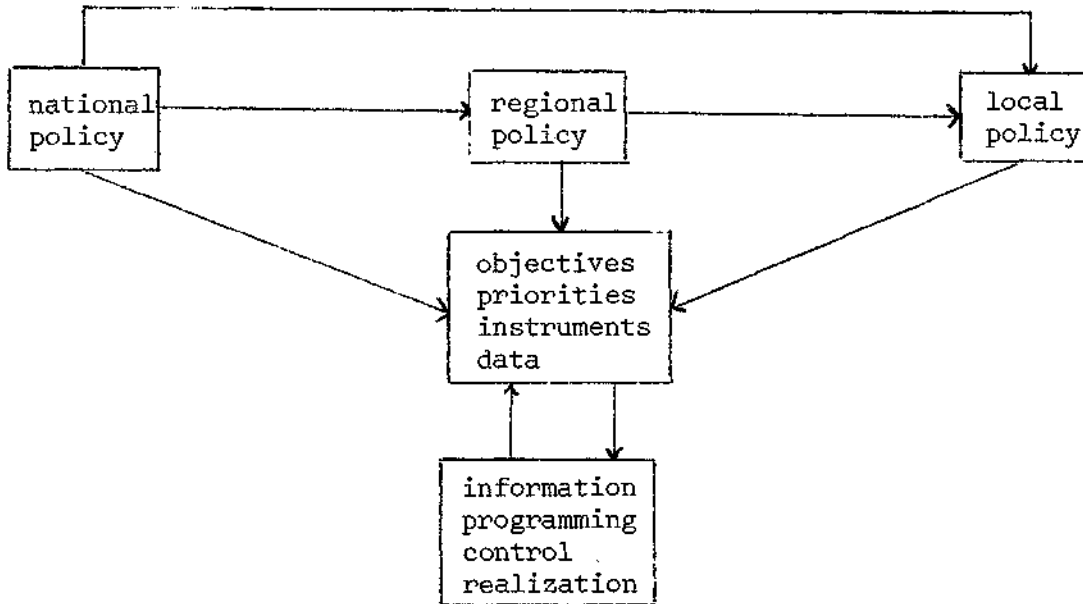 national
policy
regional
policy
local
policy
objectives
priorities
instruments
data
information
programming
control
realization